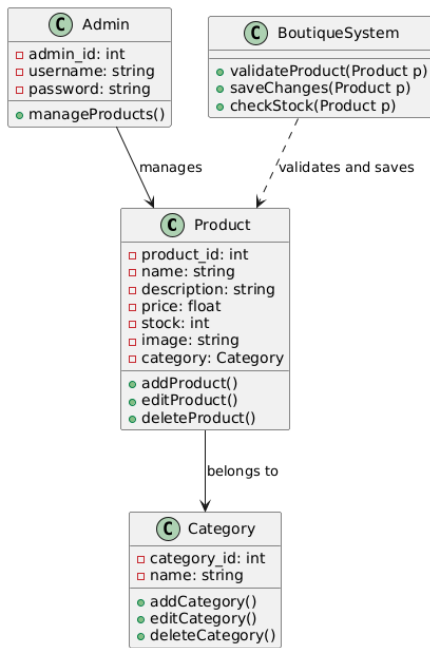 C Admin
- admin_id: int
- username: string
- password: string
manageProducts()
C BoutiqueSystem
validateProduct(Product p)
saveChanges(Product p)
checkStock(Product p)
manages
validates and saves
C Product
product_id: int
name: string
description: string
price: float
stock: int
image: string
category: Category
addProduct()
editProduct()
deleteProduct()
belongs to
C Category
category_id: int
name: string
addCategory()
editCategory()
deleteCategory()